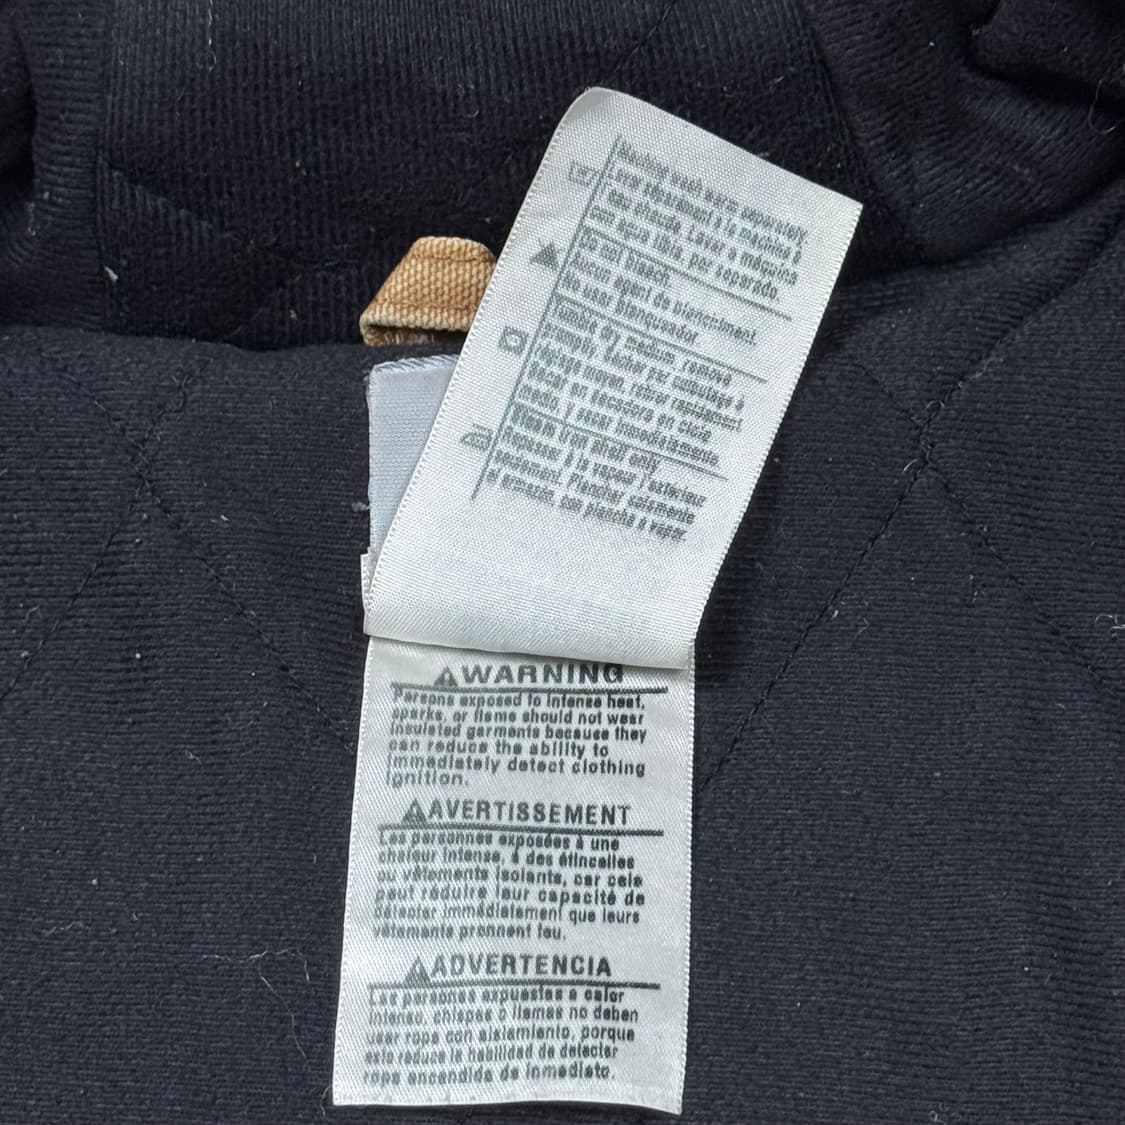 Machine wash warm separately
Laver séparément à la machine à
eau chaude. Lavar a máquina
con agua tibia, por separado.
Do not bleach.
Aucun agent de blanchiment.
No usar blanqueador.
Tumble dry medium, remove
promptly. Sécher par culbutage à
réglage moyen, retirer rapidement.
Secar en secadora en ciclo
medio, y sacar inmediatamente.
Steam iron shell only.
Repasser à la vapeur l'extérieur
seulement. Planchar solamente
el armazón, con plancha a vapor.
WARNING
Persons exposed to intense heat,
sparks, or flame should not wear
insulated garments because they
can reduce the ability to
immediately detect clothing
ignition.
AVERTISSEMENT
Les personnes exposées à une
chaleur intense, à des étincelles
ou vêtements isolants, car cela
peut réduire leur capacité de
détecter immédiatement que leurs
vêtements prennent feu.
ADVERTENCIA
Las personas expuestas a calor
intenso, chispas o llamas no deben
usar ropa con aislamiento, porque
esto reduce la habilidad de detectar
ropa encendida de inmediato.